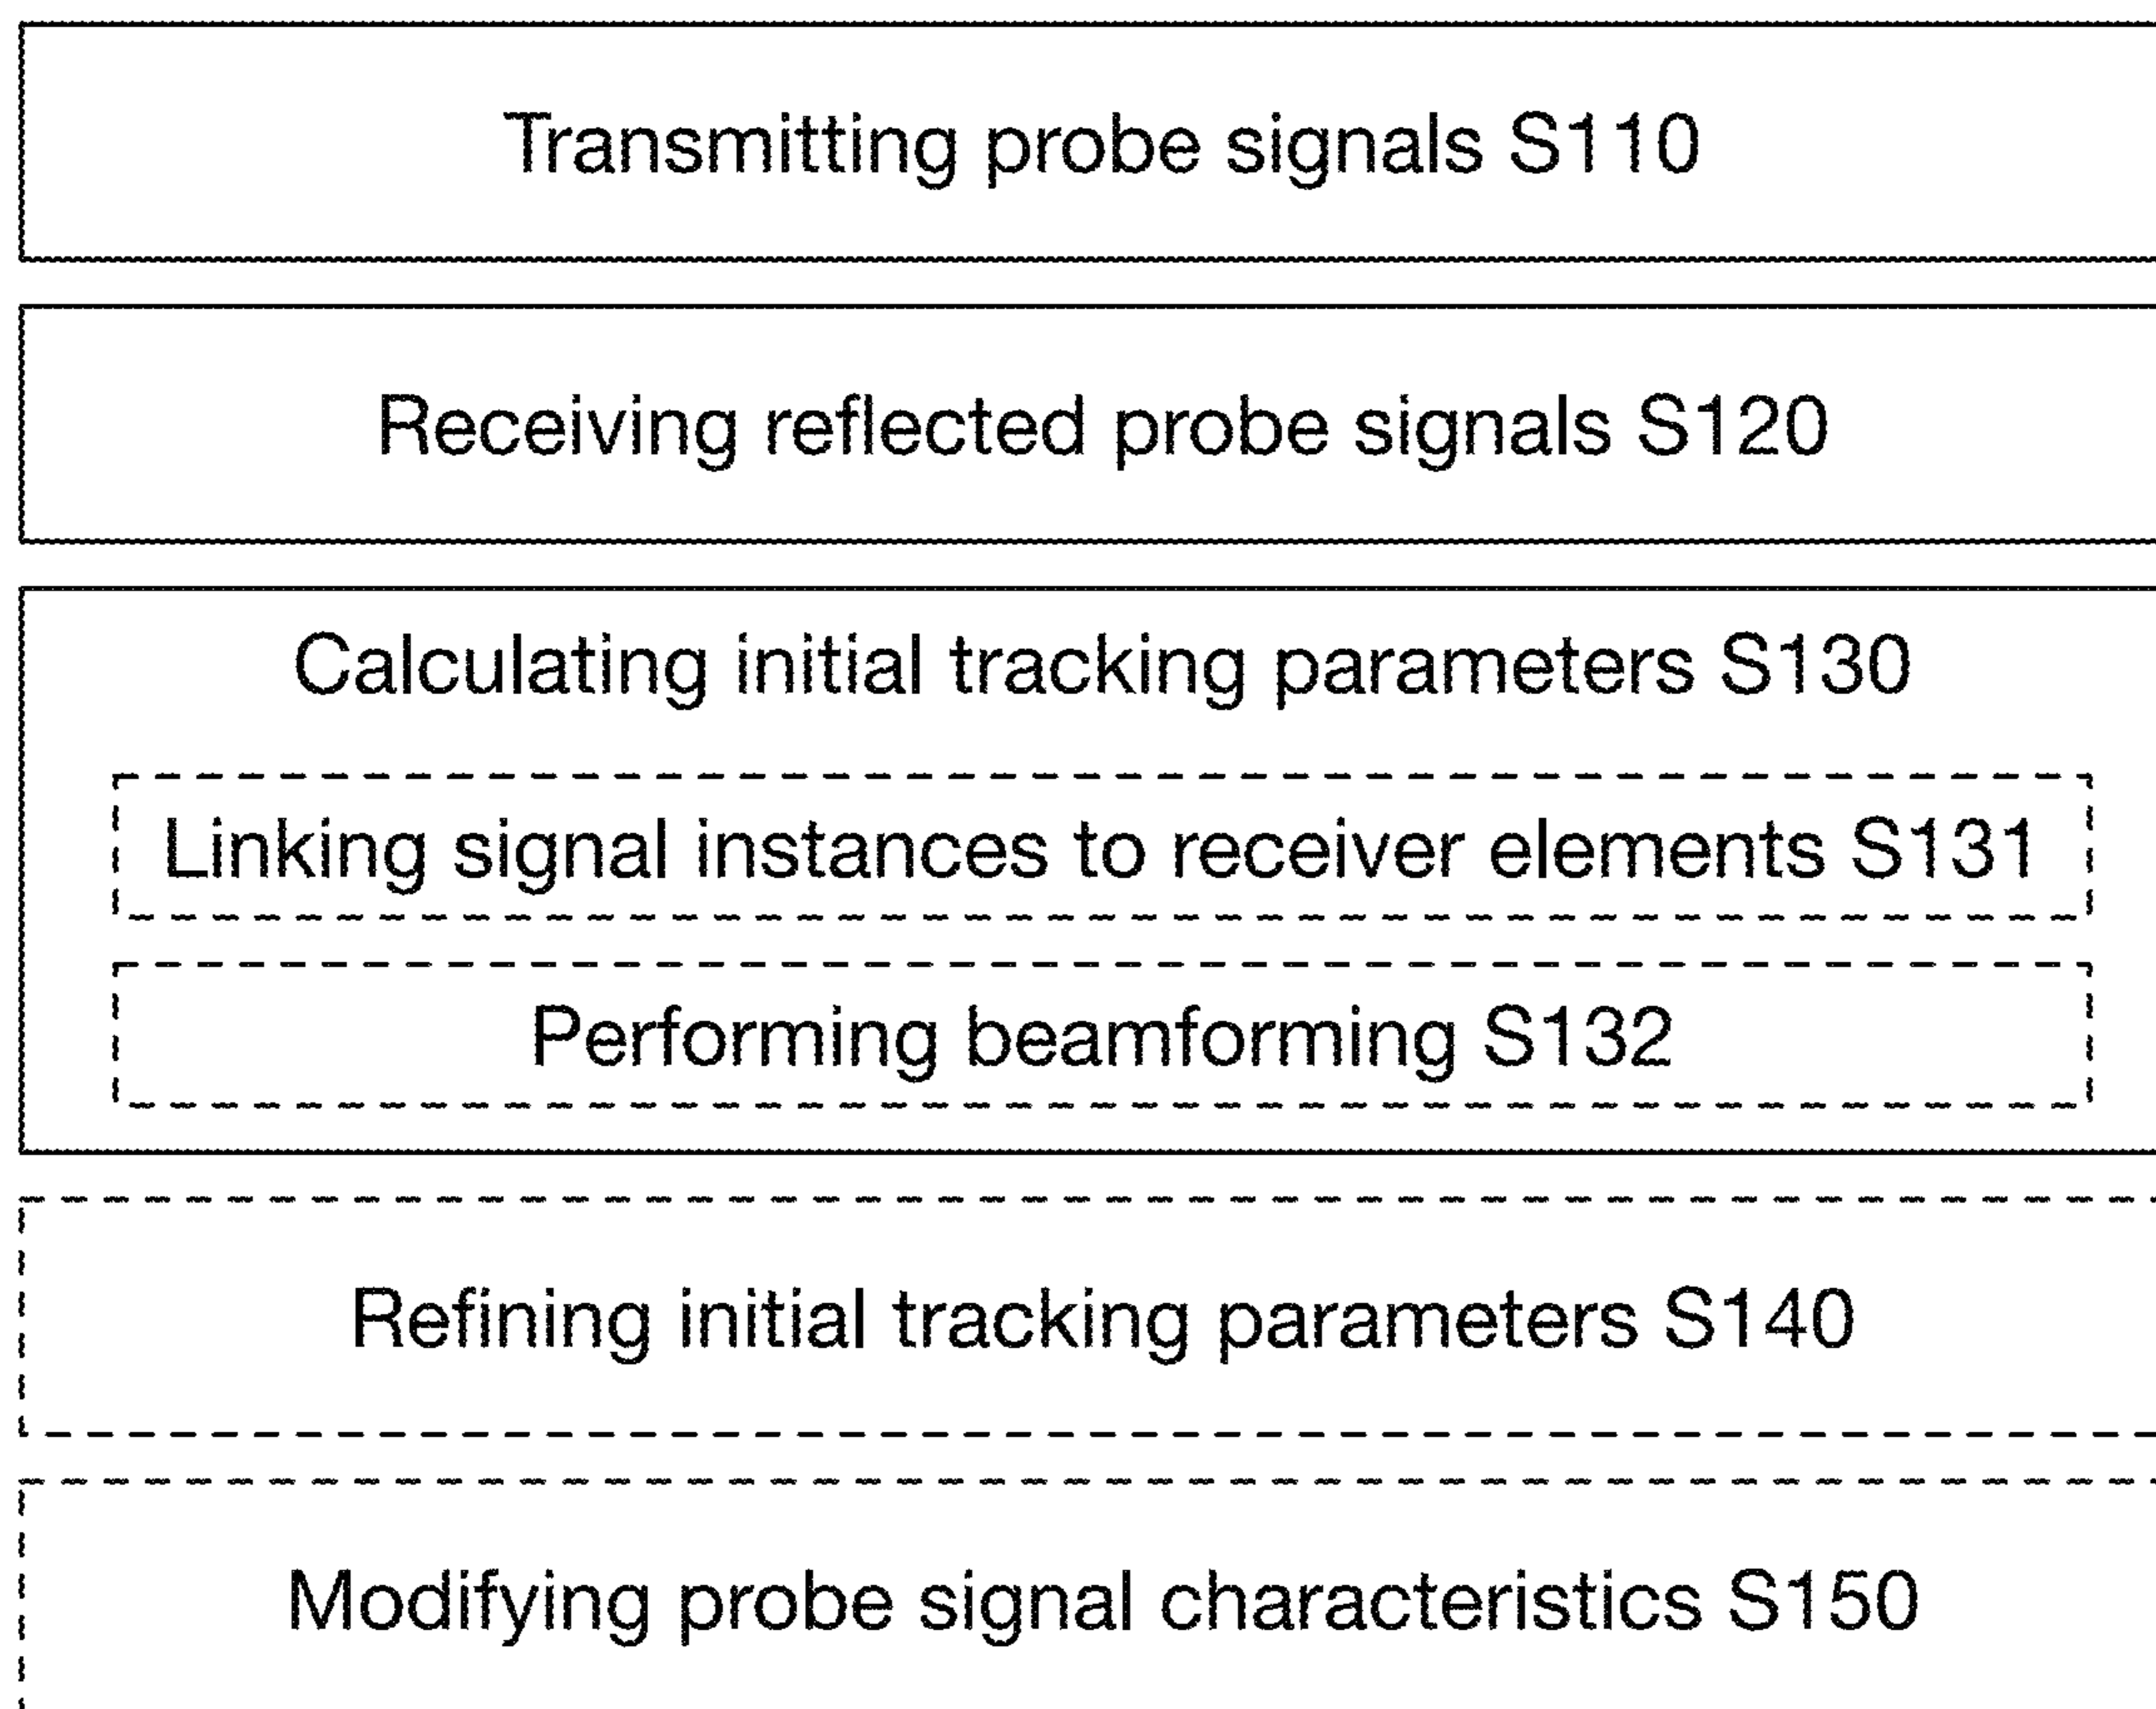 Transmitting probe signals S110
Receiving reflected probe signals S120
Calculating initial tracking parameters S130
Linking signal instances to receiver elements S131
Performing beamforming S132
Refining initial tracking parameters S140
Modifying probe signal characteristics S150